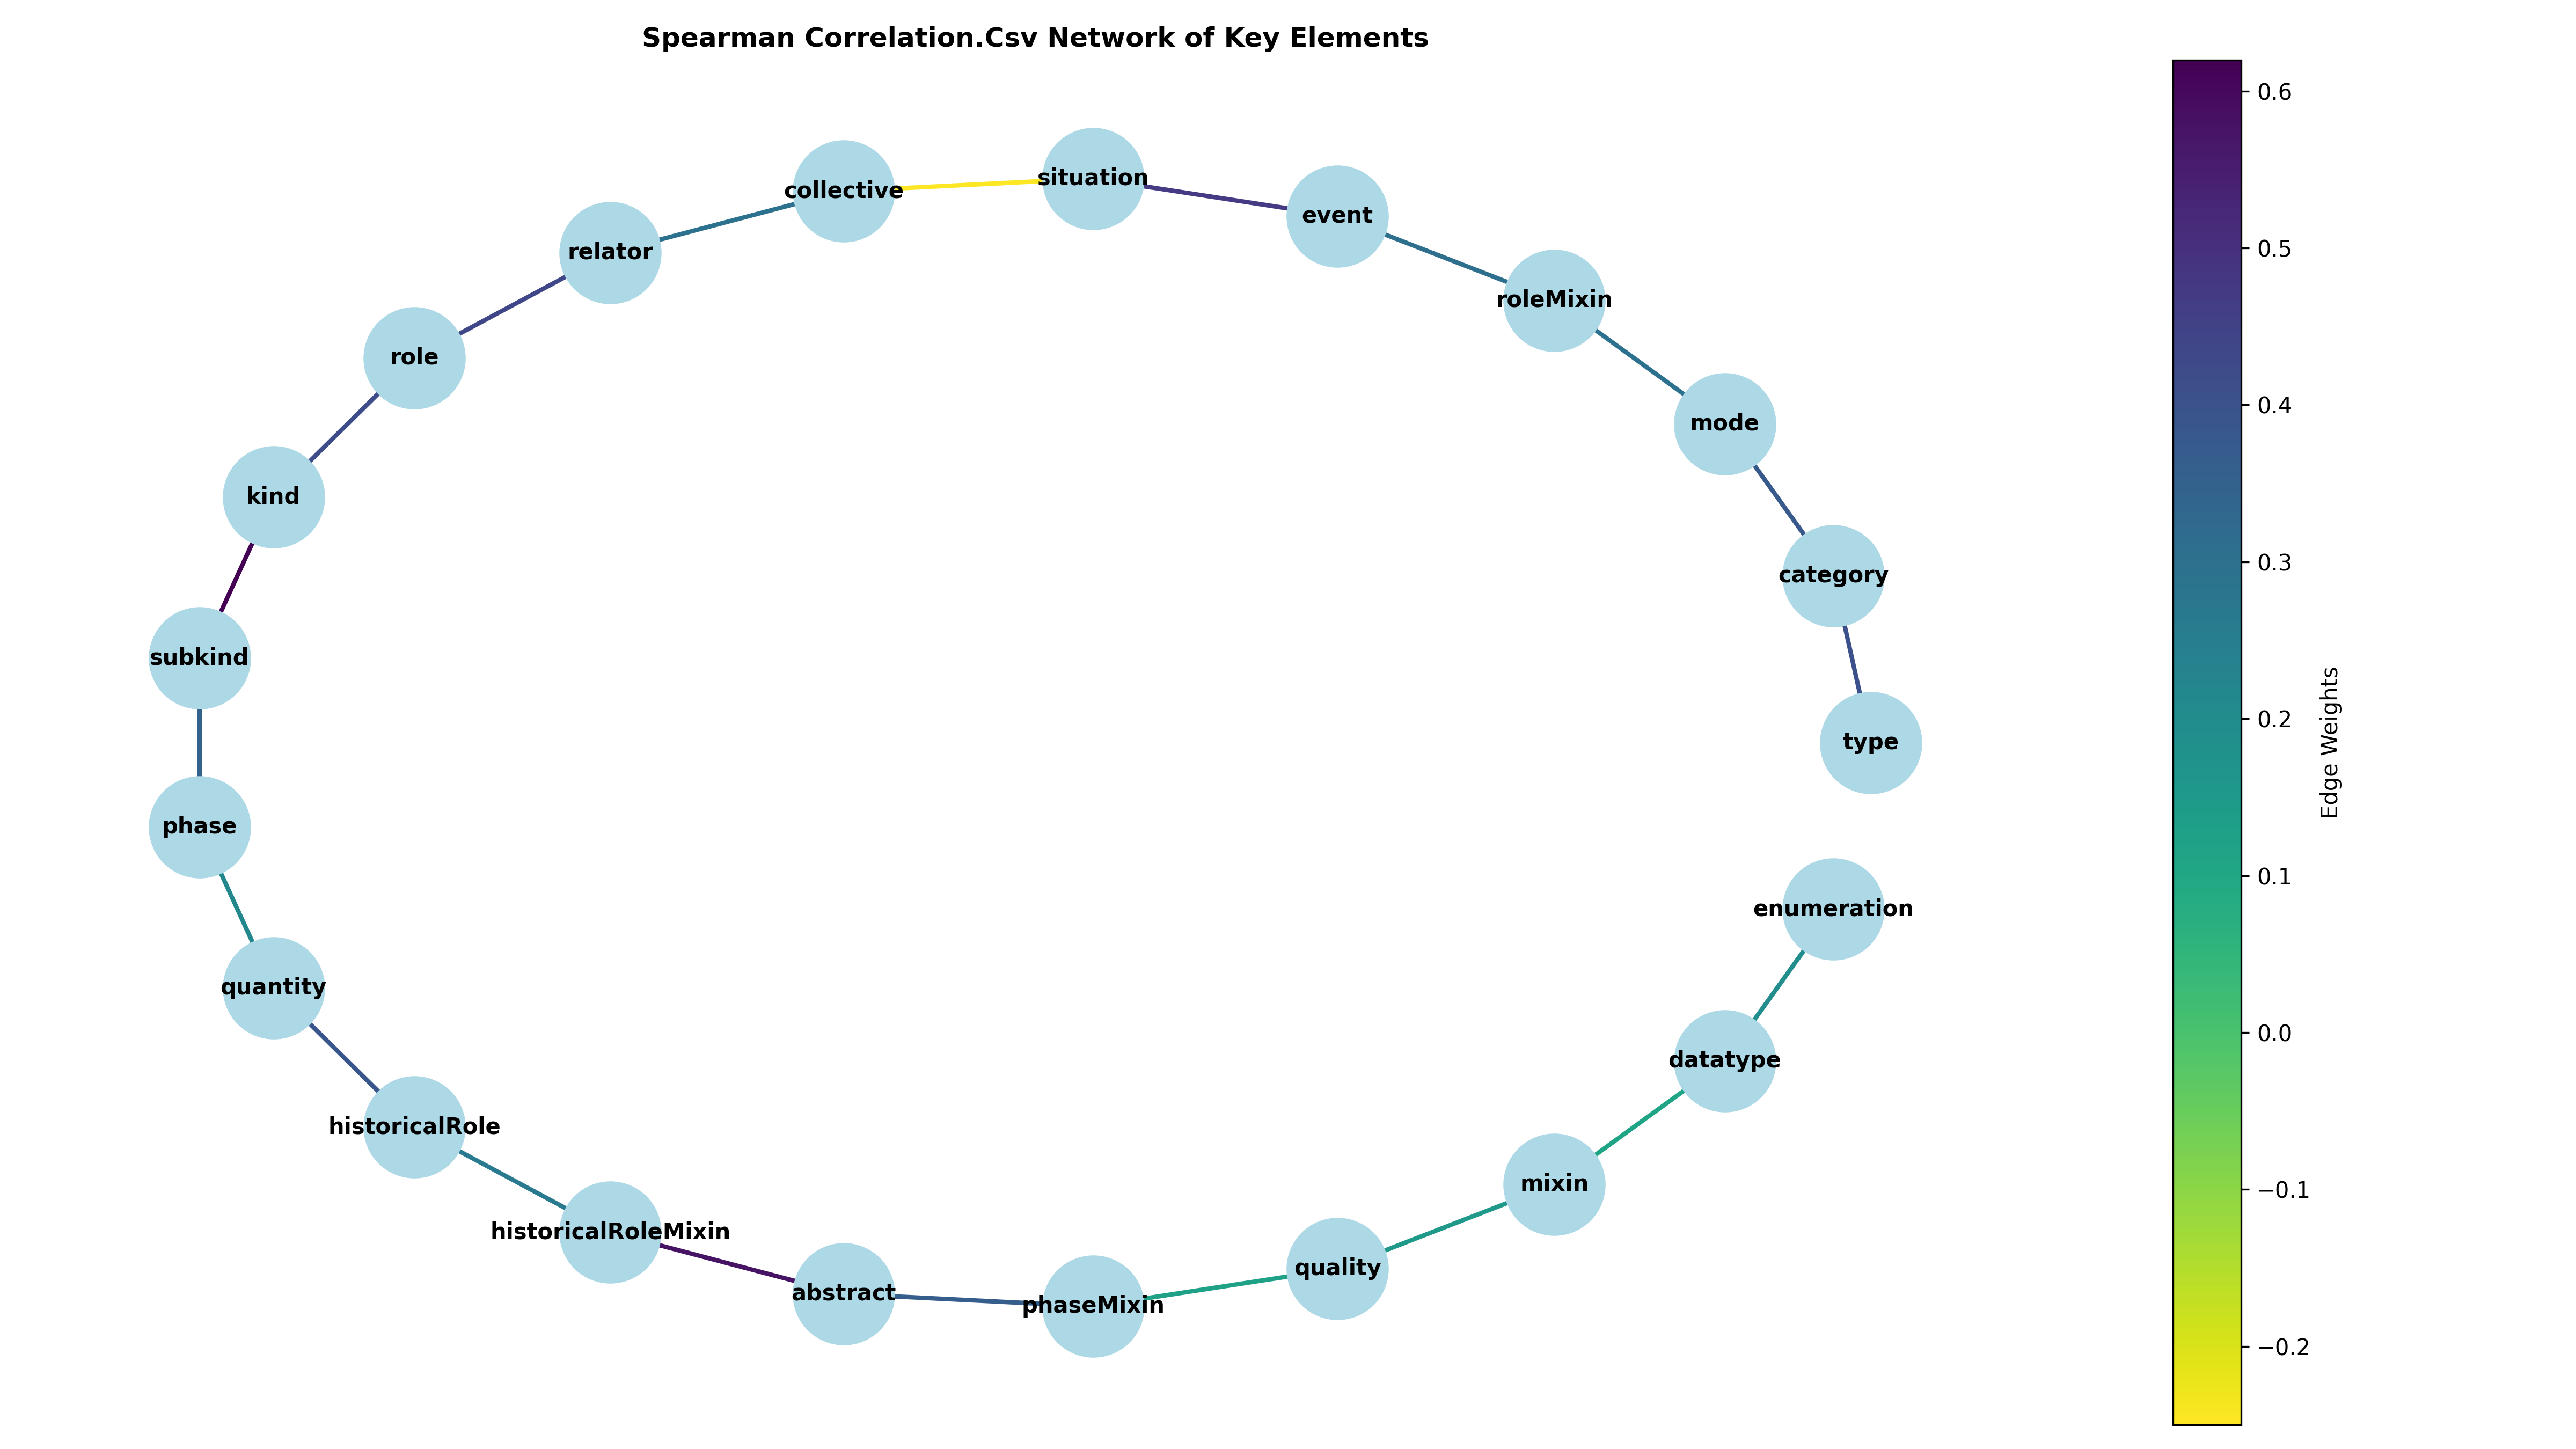 Spearman Correlation.Csv Network of Key Elements
situation
collective
event
relator
roleMixin
role
mode
kind
category
subkind
type
phase
enumeration
quantity
datatype
historicalRole
mixin
historicalRoleMixin
quality
abstract
phaseMixin
0.6
0.5
0.4
0.3
0.2
0.1
0.0
−0.1
−0.2
Edge Weights